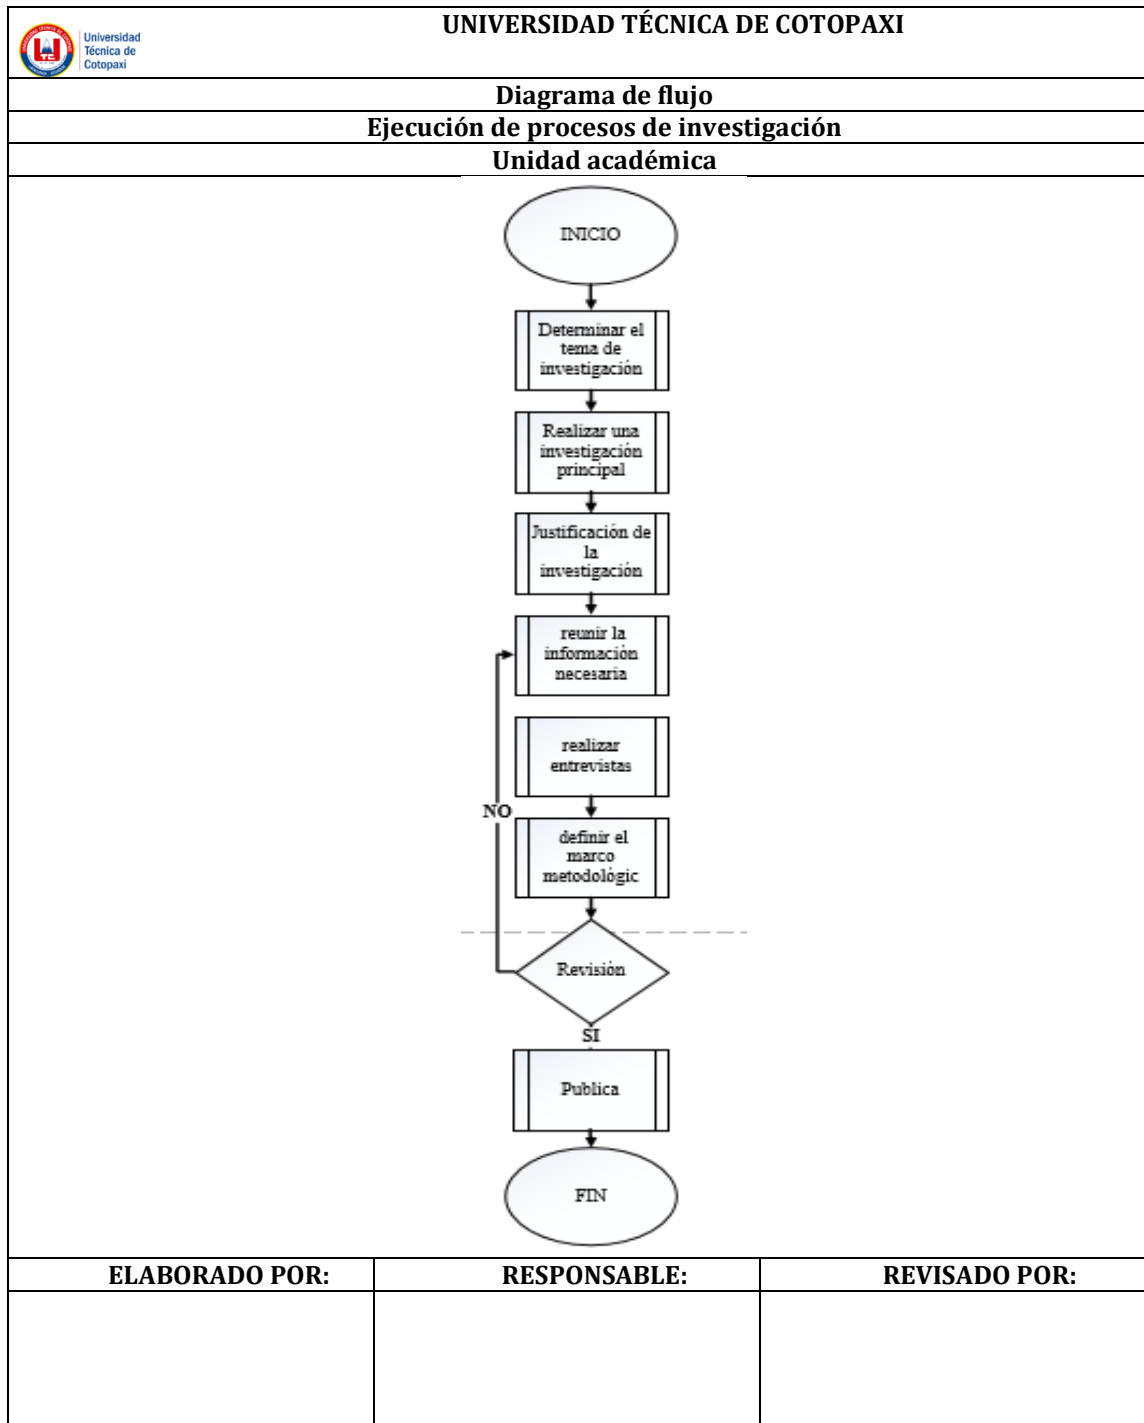 UNIVERSIDAD TÉCNICA DE COTOPAXI
Universidad
Técnica de
Cotopaxi
Diagrama de flujo
Ejecución de procesos de investigación
Unidad académica
INICIO
Determinar el
tema de
investigación
Realizar una
investigación
principal
Justificación de
la
investigación
reunir la
información
necesaria
realizar
entrevistas
NO
definir el
marco
metodológic
Revisión
SI
Publica
FIN
ELABORADO POR:
RESPONSABLE:
REVISADO POR: